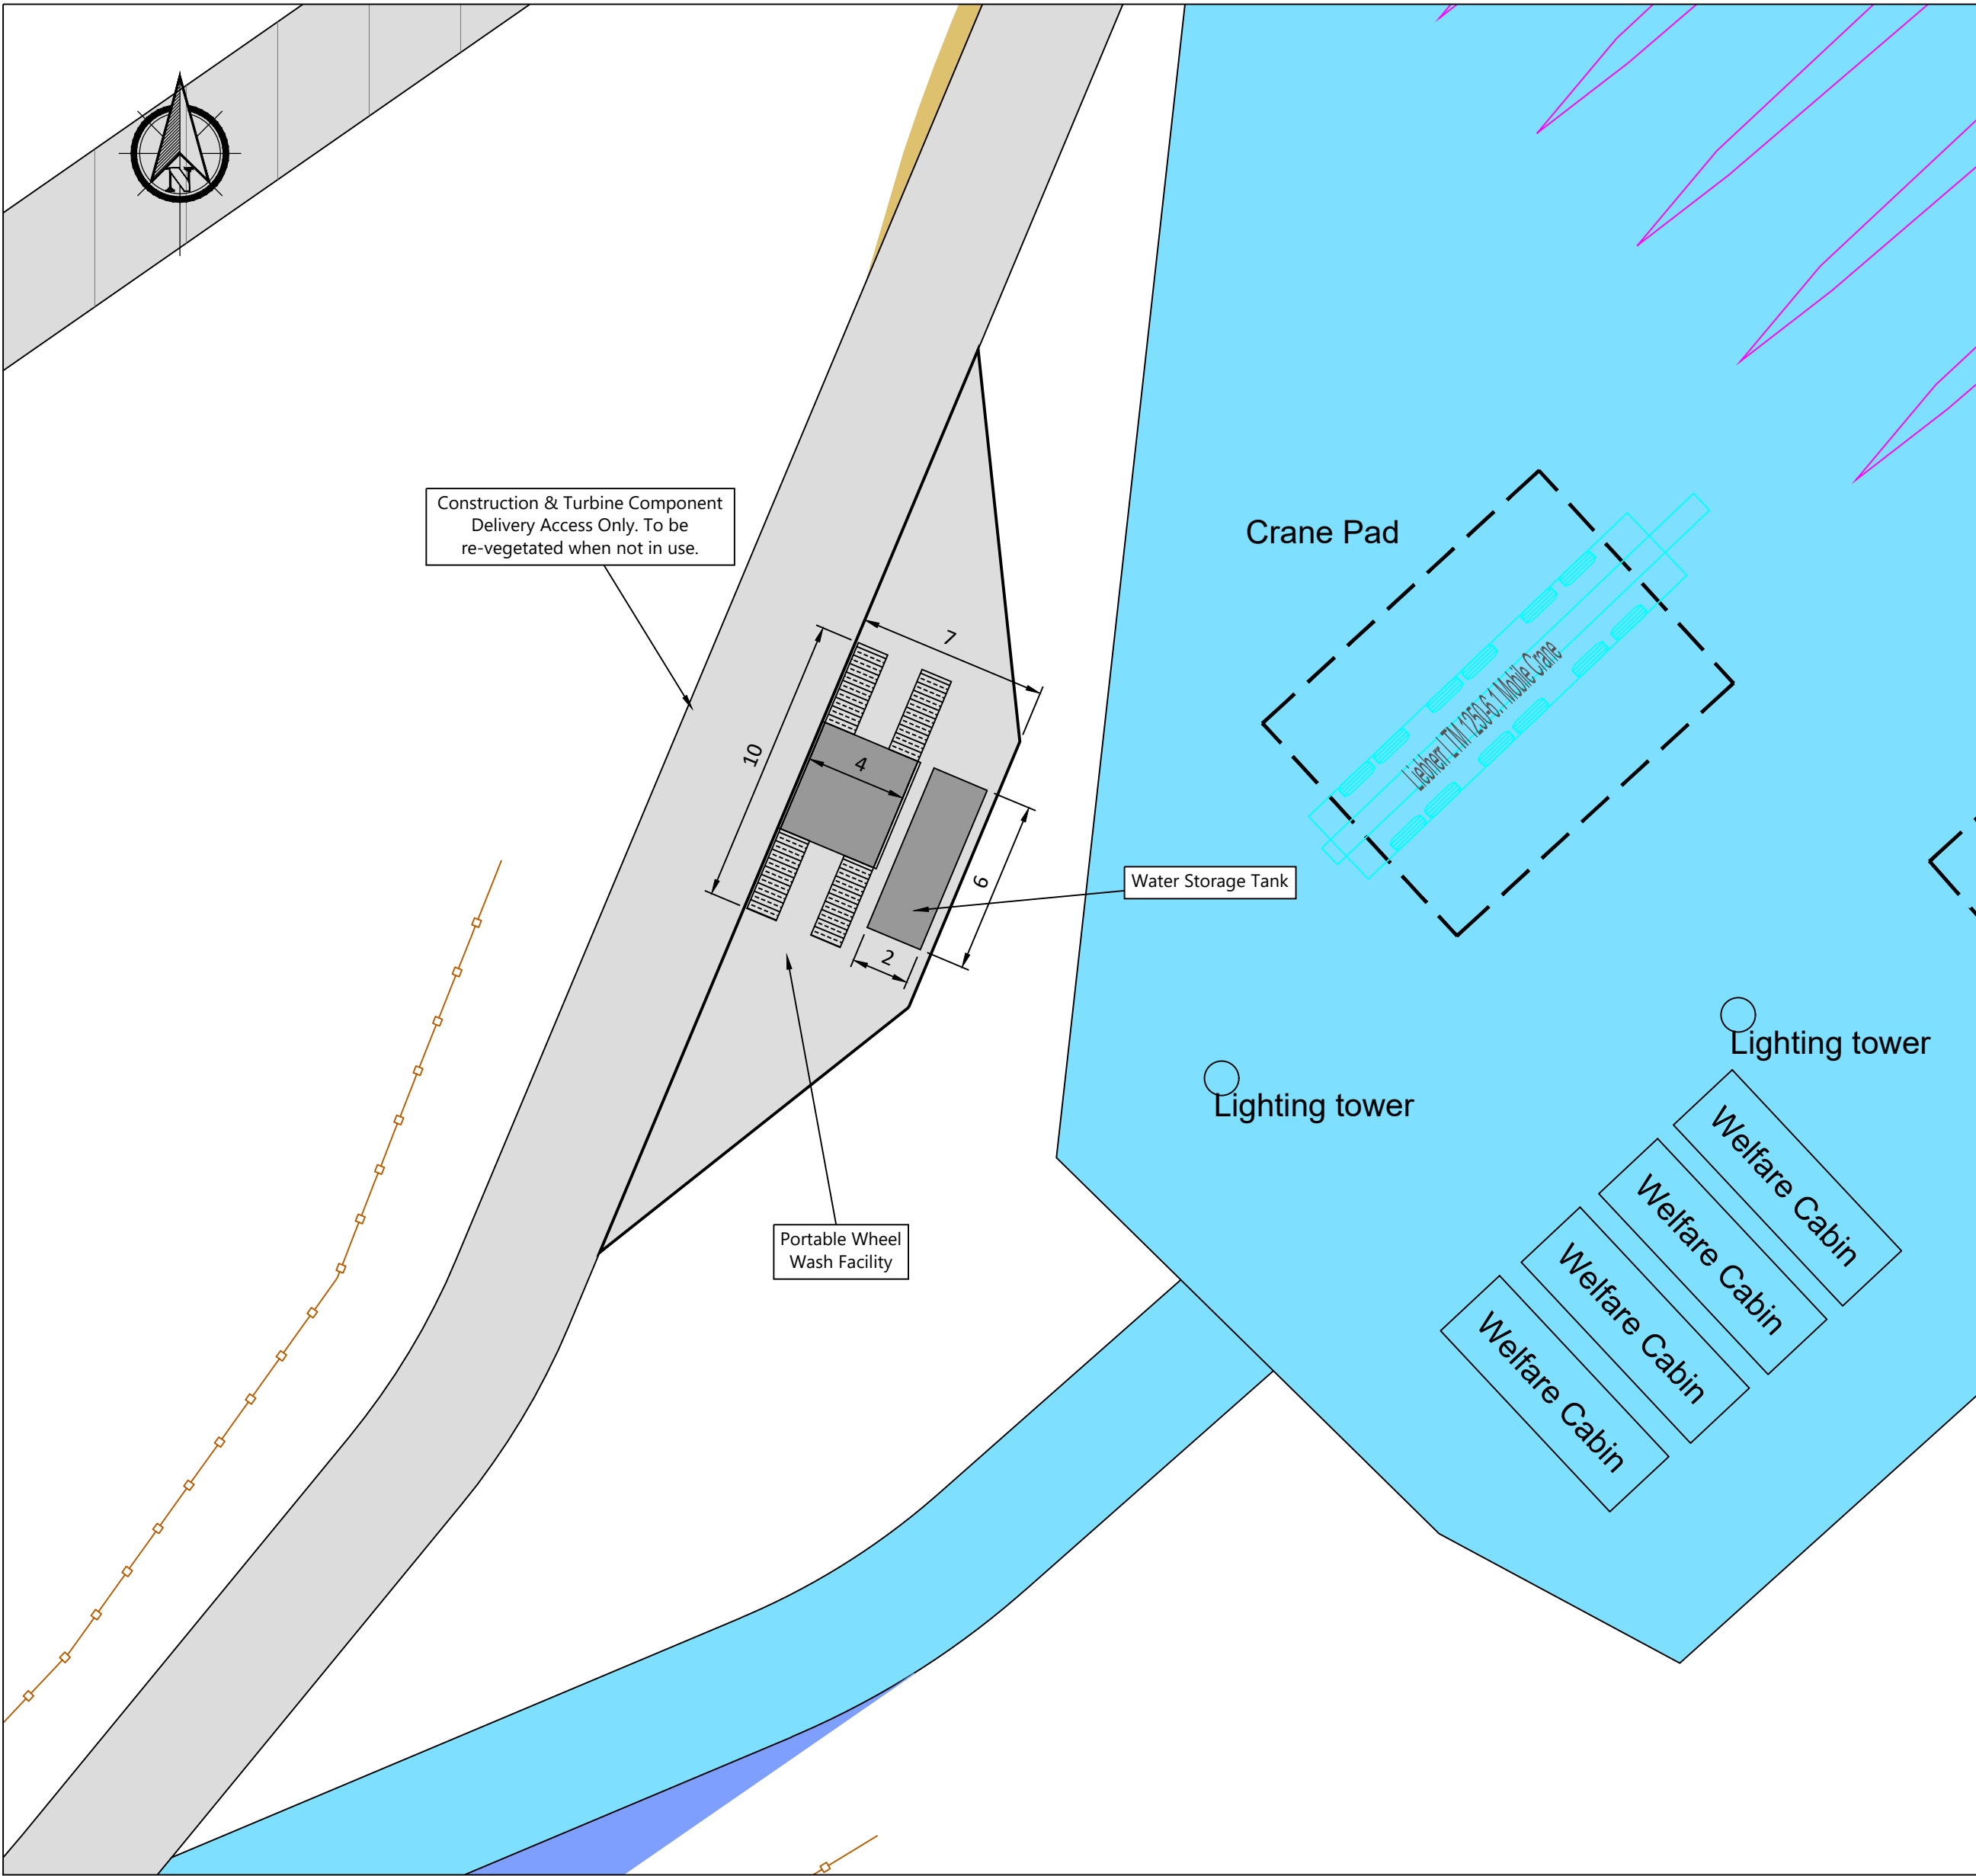 N
Construction & Turbine Component
Delivery Access Only. To be
re-vegetated when not in use.
Crane Pad
7
10
4
Liebherr LTM 1250-6.1 Mobile Crane
Water Storage Tank
6
2
Lighting tower
Lighting tower
Welfare Cabin
Welfare Cabin
Welfare Cabin
Welfare Cabin
Portable Wheel
Wash Facility